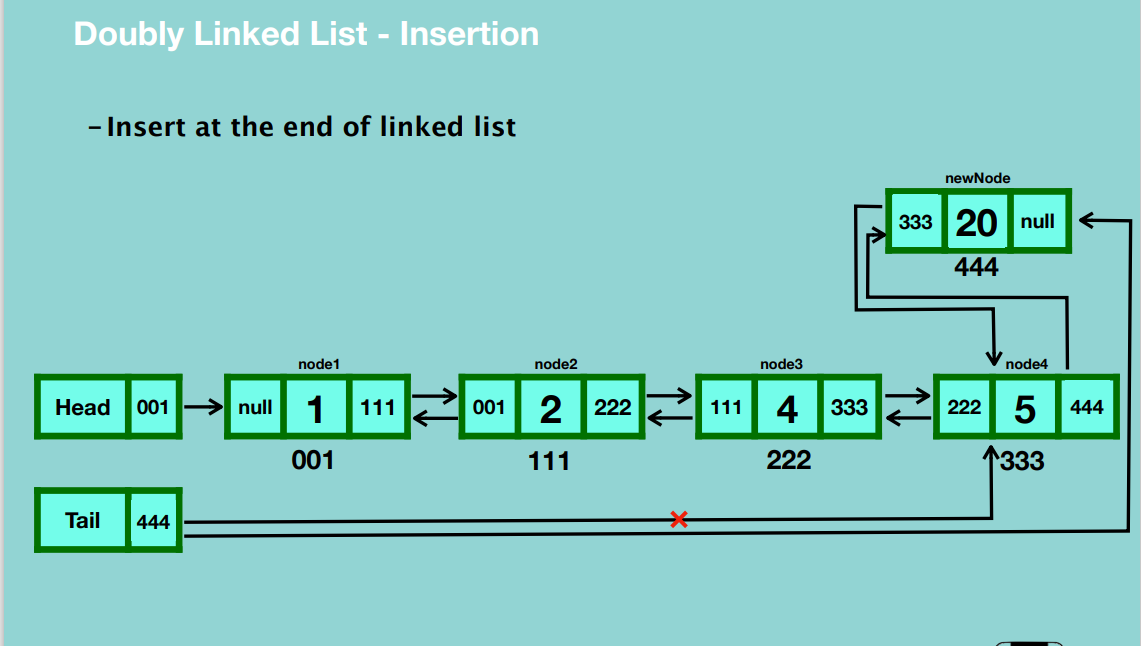 Doubly Linked List - Insertion
– Insert at the end of linked list
newNode
333 20 null
444
node1 node2 node3 node4
Head 001 null 1 111 001 2 222 111 4 333 222 5 444
001 111 222 333
Tail 444